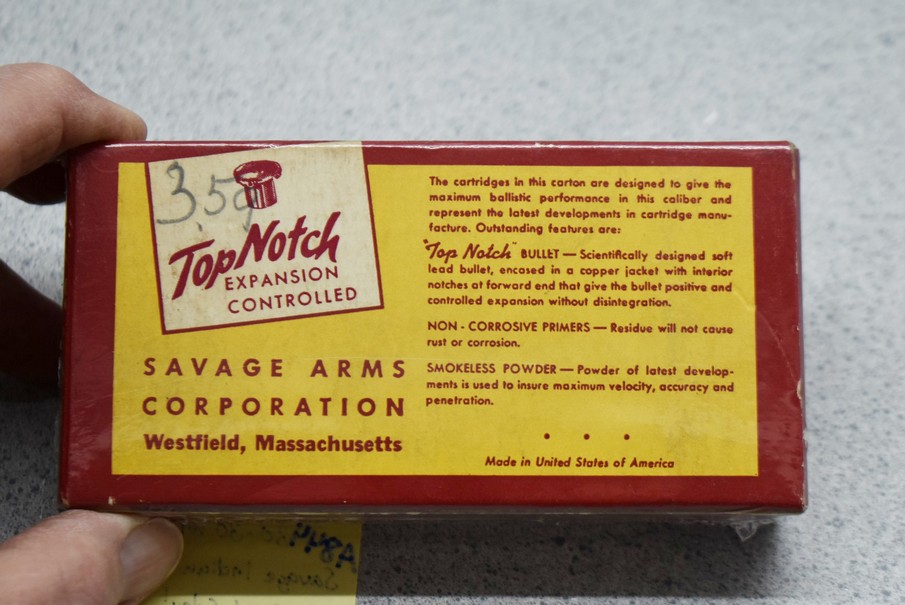 3.59
Top Notch
EXPANSION
CONTROLLED
SAVAGE ARMS
CORPORATION
Westfield, Massachusetts
The cartridges in this carton are designed to give the
maximum ballistic performance in this caliber and
represent the latest developments in cartridge manu-
facture. Outstanding features are:
"Top Notch" BULLET — Scientifically designed soft
lead bullet, encased in a copper jacket with interior
notches at forward end that give the bullet positive and
controlled expansion without disintegration.
NON - CORROSIVE PRIMERS — Residue will not cause
rust or corrosion.
SMOKELESS POWDER — Powder of latest develop-
ments is used to insure maximum velocity, accuracy and
penetration.
• • •
Made in United States of America
Savage Indian